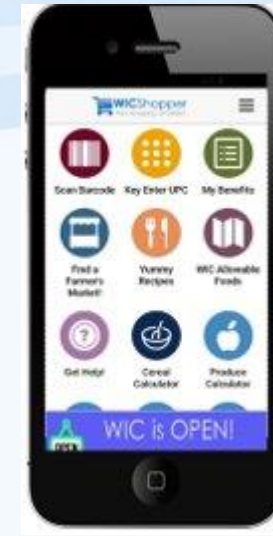 WICShopper
Scan Barcode Key Enter UPC My Benefits
Find a Farmer's Market! Yummy Recipes WIC Allowable Foods
Get Help! Cereal Calculator Produce Calculator
WIC is OPEN!
OPEN